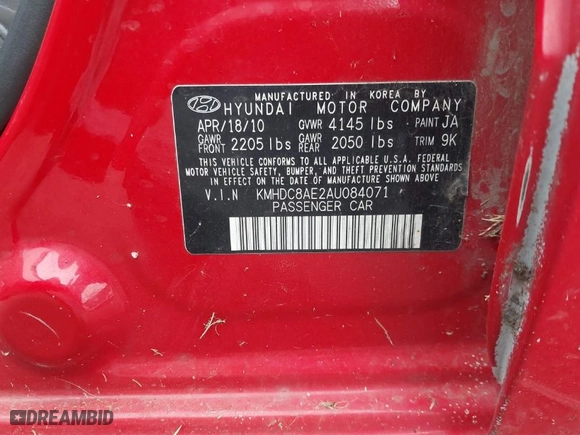 MANUFACTURED IN KOREA BY
HYUNDAI MOTOR COMPANY
APR/18/10 GVWR 4145 lbs PAINT JA
GAWR FRONT 2205 lbs GAWR REAR 2050 lbs TRIM 9K
THIS VEHICLE CONFORMS TO ALL APPLICABLE U.S.A. FEDERAL
MOTOR VEHICLE SAFETY, BUMPER, AND THEFT PREVENTION
STANDARDS IN EFFECT ON THE DATE OF MANUFACTURE SHOWN ABOVE
V.I.N KMHDC8AE2AU084071
PASSENGER CAR
DREAMBID